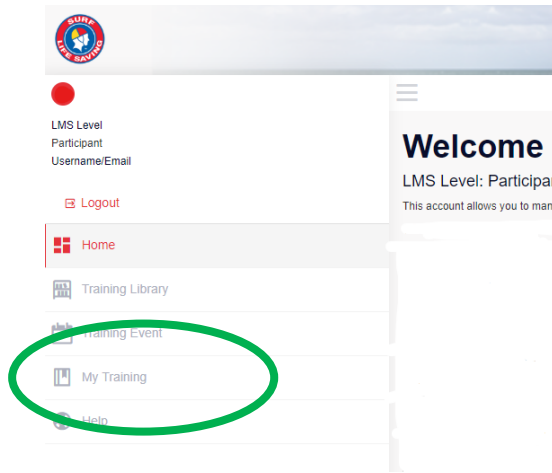 SURF
LIFE SAVING
LMS Level
Participant
Username/Email
Logout
Home
Training Library
Training Event
My Training
Help
Welcome
LMS Level: Participan
This account allows you to man